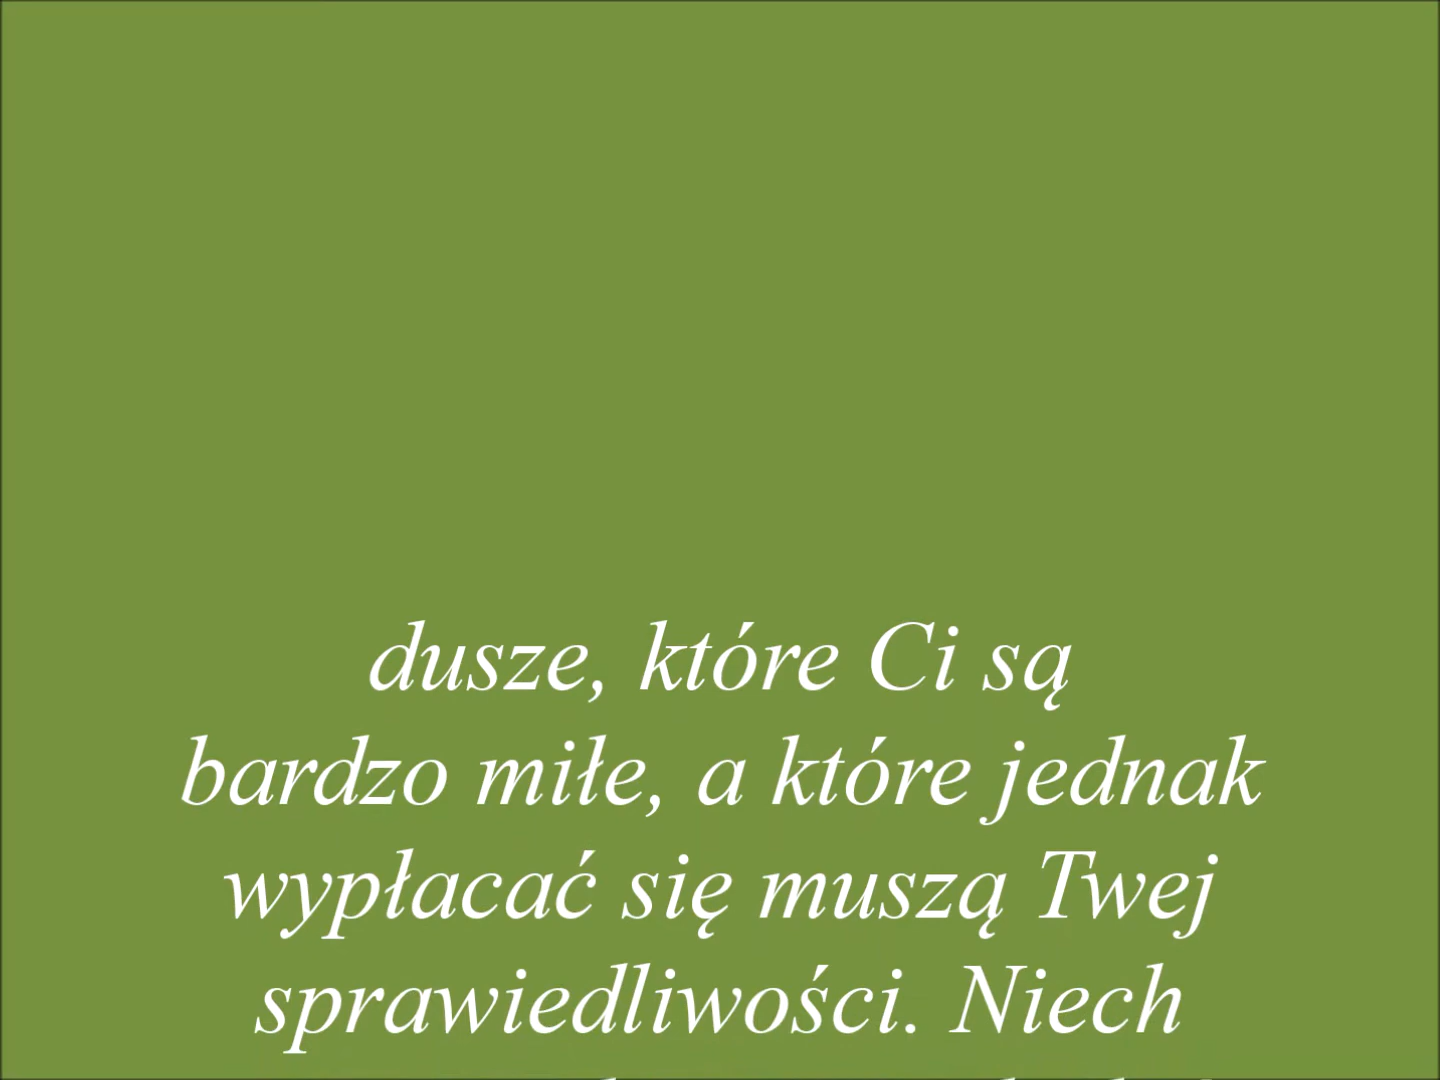 dusze, które Ci są
bardzo miłe, a które jednak
wypłacać się muszą Twej
sprawiedliwości. Niech